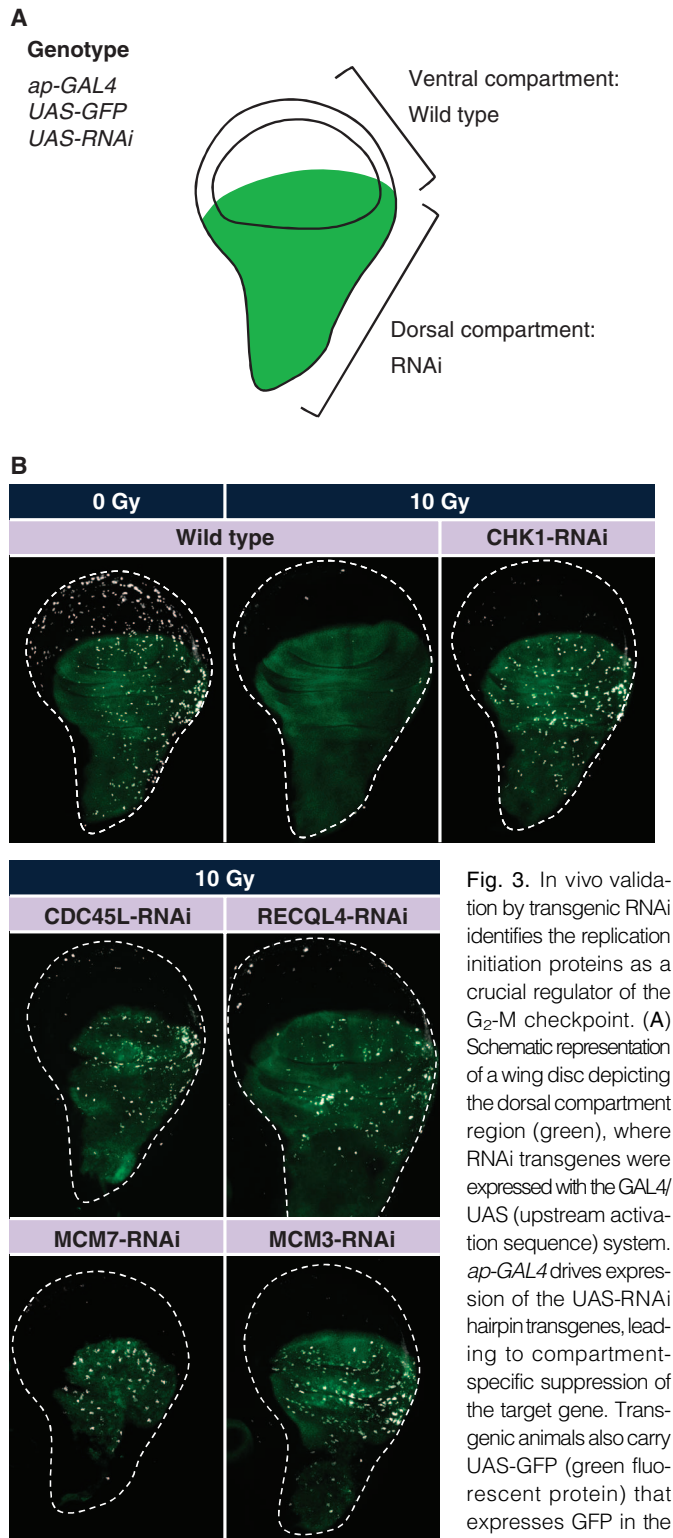 A
Genotype
ap-GAL4
UAS-GFP
UAS-RNAi
Ventral compartment:
Wild type
Dorsal compartment:
RNAi
B
0 Gy
10 Gy
Wild type
CHK1-RNAi
10 Gy
CDC45L-RNAi
RECQL4-RNAi
MCM7-RNAi
MCM3-RNAi
Fig. 3. In vivo valida-
tion by transgenic RNAi
identifies the replication
initiation proteins as a
crucial regulator of the
G₂-M checkpoint. (A)
Schematic representation
of a wing disc depicting
the dorsal compartment
region (green), where
RNAi transgenes were
expressed with the GAL4/
UAS (upstream activa-
tion sequence) system.
ap-GAL4 drives expres-
sion of the UAS-RNAi
hairpin transgenes, lead-
ing to compartment-
specific suppression of
the target gene. Trans-
genic animals also carry
UAS-GFP (green fluo-
rescent protein) that
expresses GFP in the